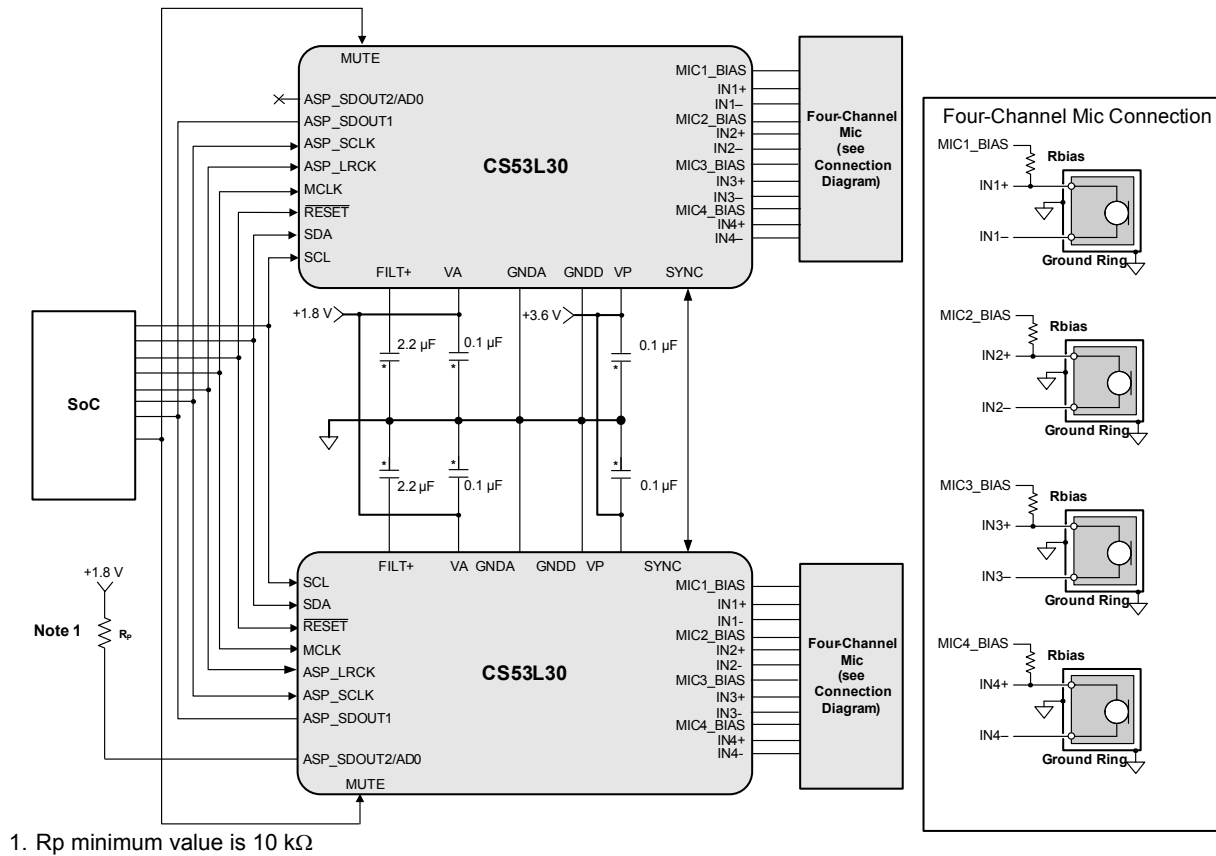 MUTE
ASP_SDOUT2/AD0
ASP_SDOUT1
ASP_SCLK
ASP_LRCK
MCLK
RESET
SDA
SCL
CS53L30
MIC1_BIAS
IN1+
IN1–
MIC2_BIAS
IN2+
IN2–
MIC3_BIAS
IN3+
IN3–
MIC4_BIAS
IN4+
IN4–
FILT+ VA GNDA GNDD VP SYNC
Four-Channel
Mic
(see
Connection
Diagram)
+1.8 V
+3.6 V
2.2 µF
0.1 µF
0.1 µF
*
*
*
SoC
*
*
*
2.2 µF
0.1 µF
0.1 µF
+1.8 V
Note 1
RP
FILT+ VA GNDA GNDD VP SYNC
SCL
SDA
RESET
MCLK
ASP_LRCK
ASP_SCLK
ASP_SDOUT1
ASP_SDOUT2/AD0
MUTE
CS53L30
MIC1_BIAS
IN1+
IN1-
MIC2_BIAS
IN2+
IN2-
MIC3_BIAS
IN3+
IN3-
MIC4_BIAS
IN4+
IN4-
Four-Channel
Mic
(see
Connection
Diagram)
Four-Channel Mic Connection
MIC1_BIAS
Rbias
IN1+
IN1–
Ground Ring
MIC2_BIAS
Rbias
IN2+
IN2–
Ground Ring
MIC3_BIAS
Rbias
IN3+
IN3–
Ground Ring
MIC4_BIAS
Rbias
IN4+
IN4–
Ground Ring
1. Rp minimum value is 10 kΩ